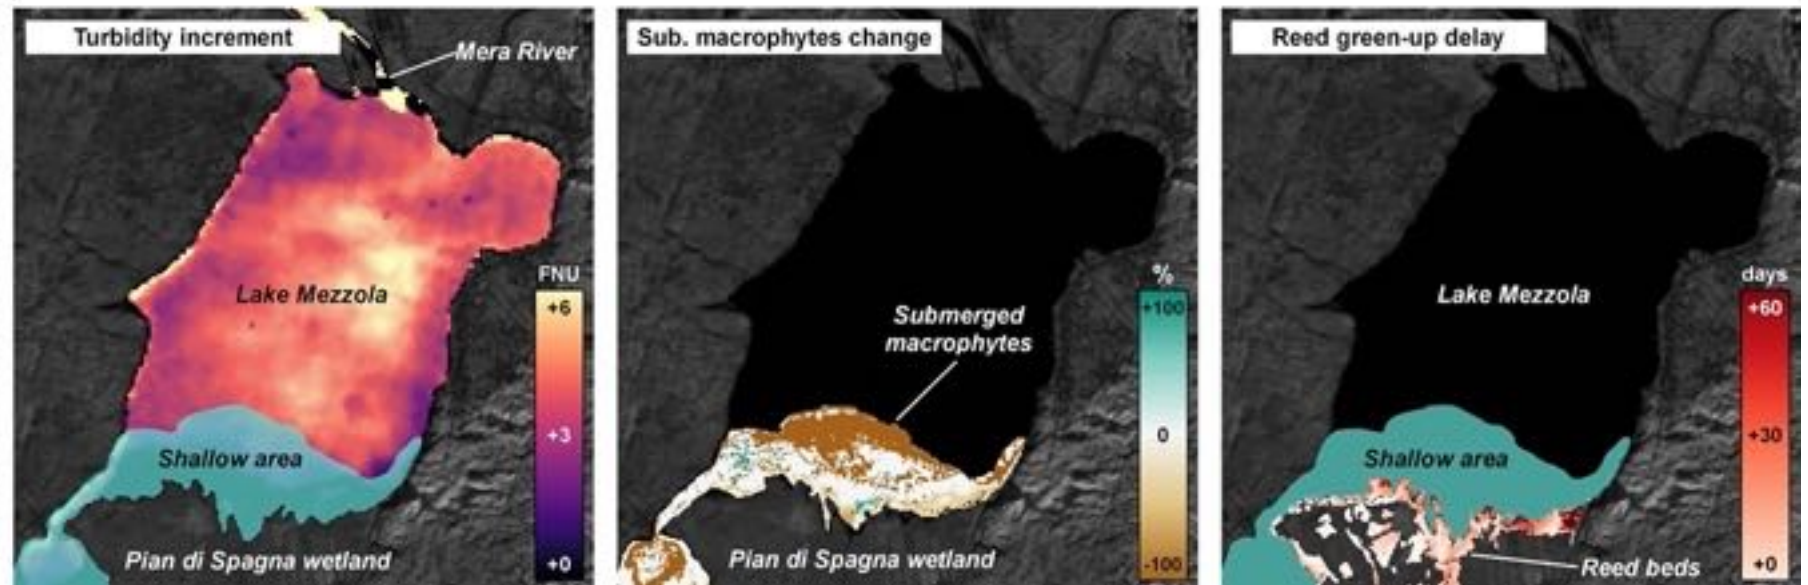 Turbidity increment
Mera River
Lake Mezzola
FNU
+6
+3
+0
Shallow area
Pian di Spagna wetland
Sub. macrophytes change
Submerged
macrophytes
%
+100
0
-100
Pian di Spagna wetland
Reed green-up delay
Lake Mezzola
days
+60
+30
+0
Shallow area
Reed beds